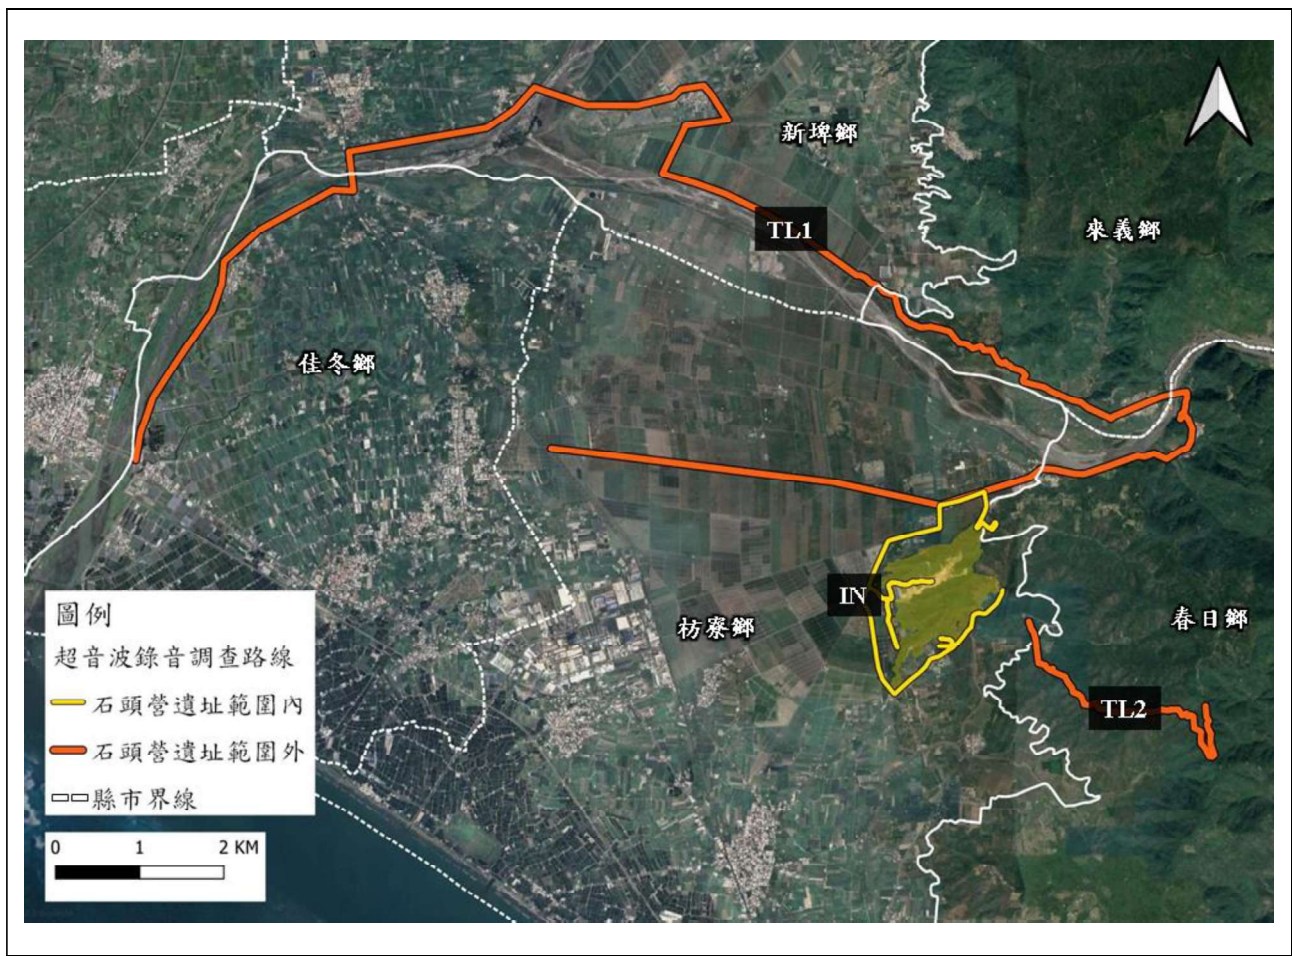 新埤鄉
TL1
來義鄉
佳冬鄉
IN
枋寮鄉
春日鄉
TL2
圖例
超音波錄音調查路線
石頭營遺址範圍內
石頭營遺址範圍外
縣市界線
0 1 2 KM